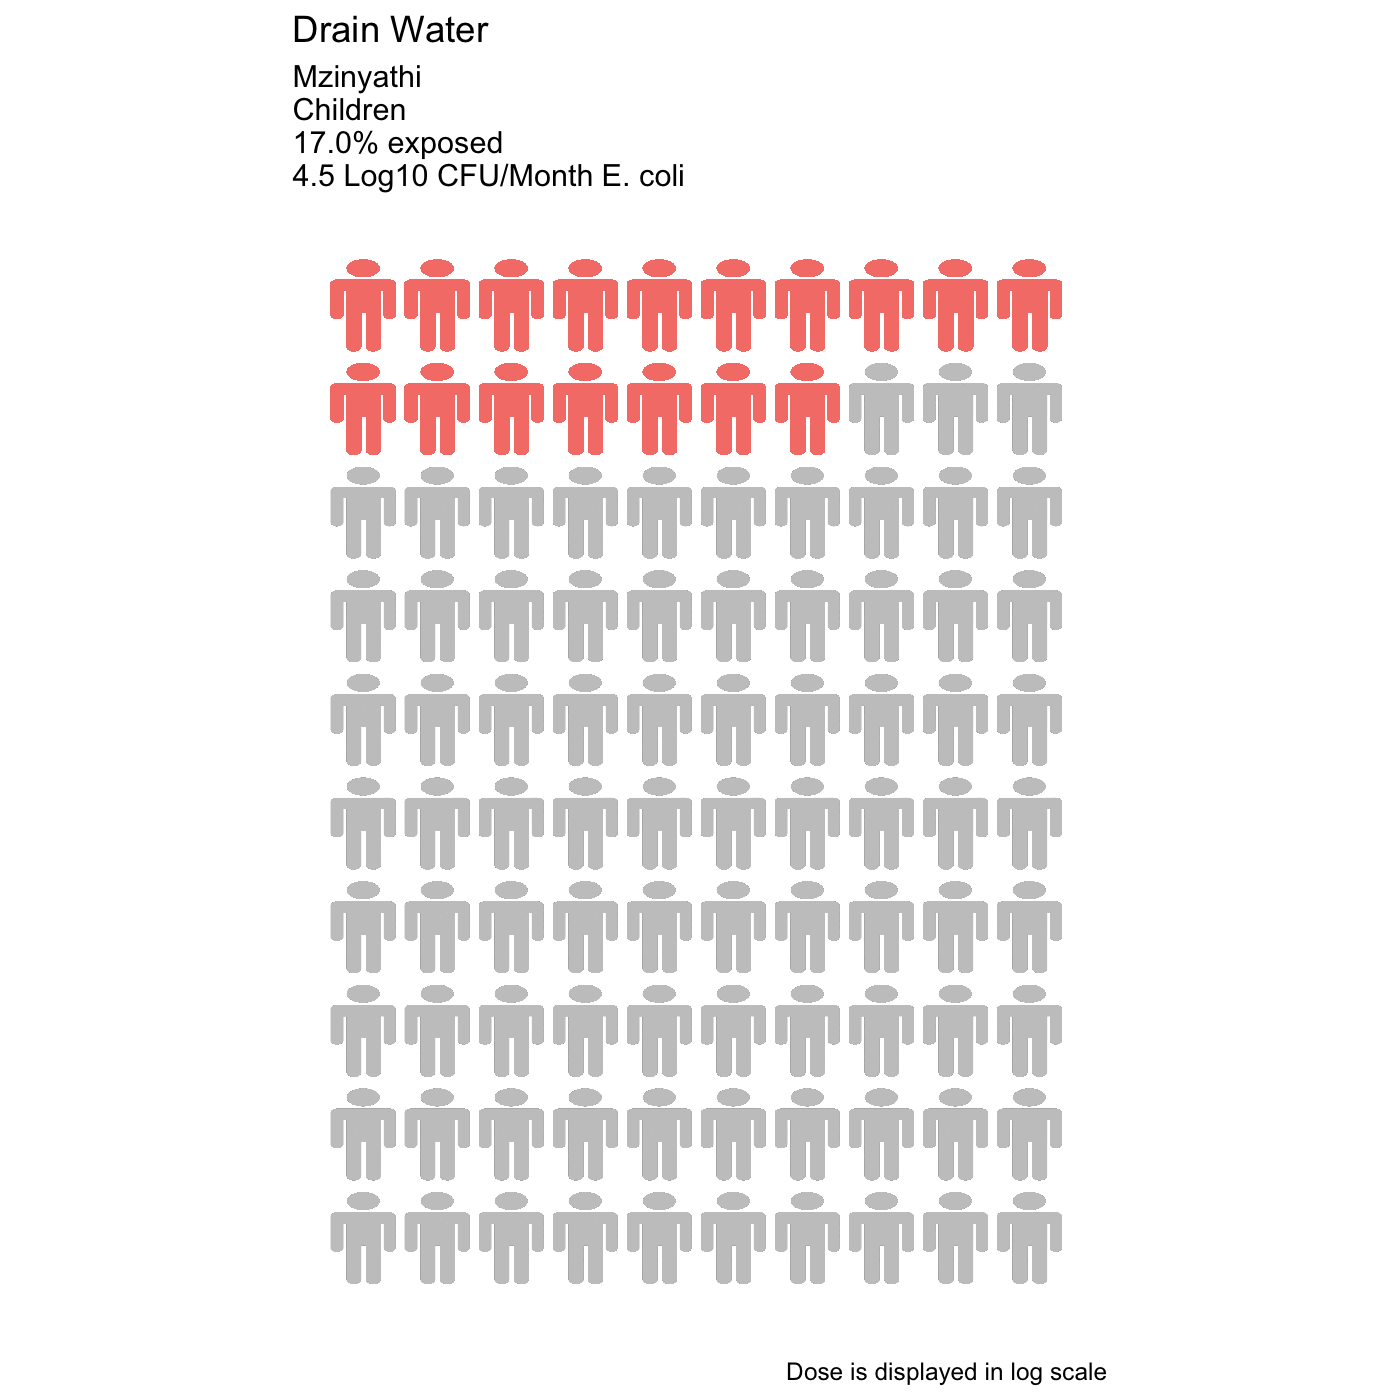 Drain Water
Mzinyathi
Children
17.0% exposed
4.5 Log10 CFU/Month E. coli
Dose is displayed in log scale